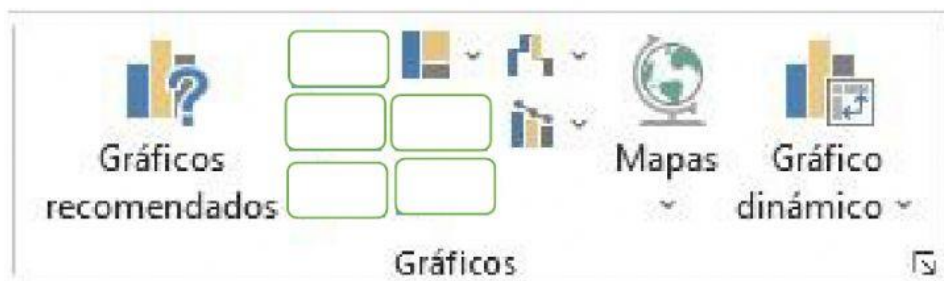 Gráficos
recomendados
Mapas
Gráfico
dinámico
Gráficos